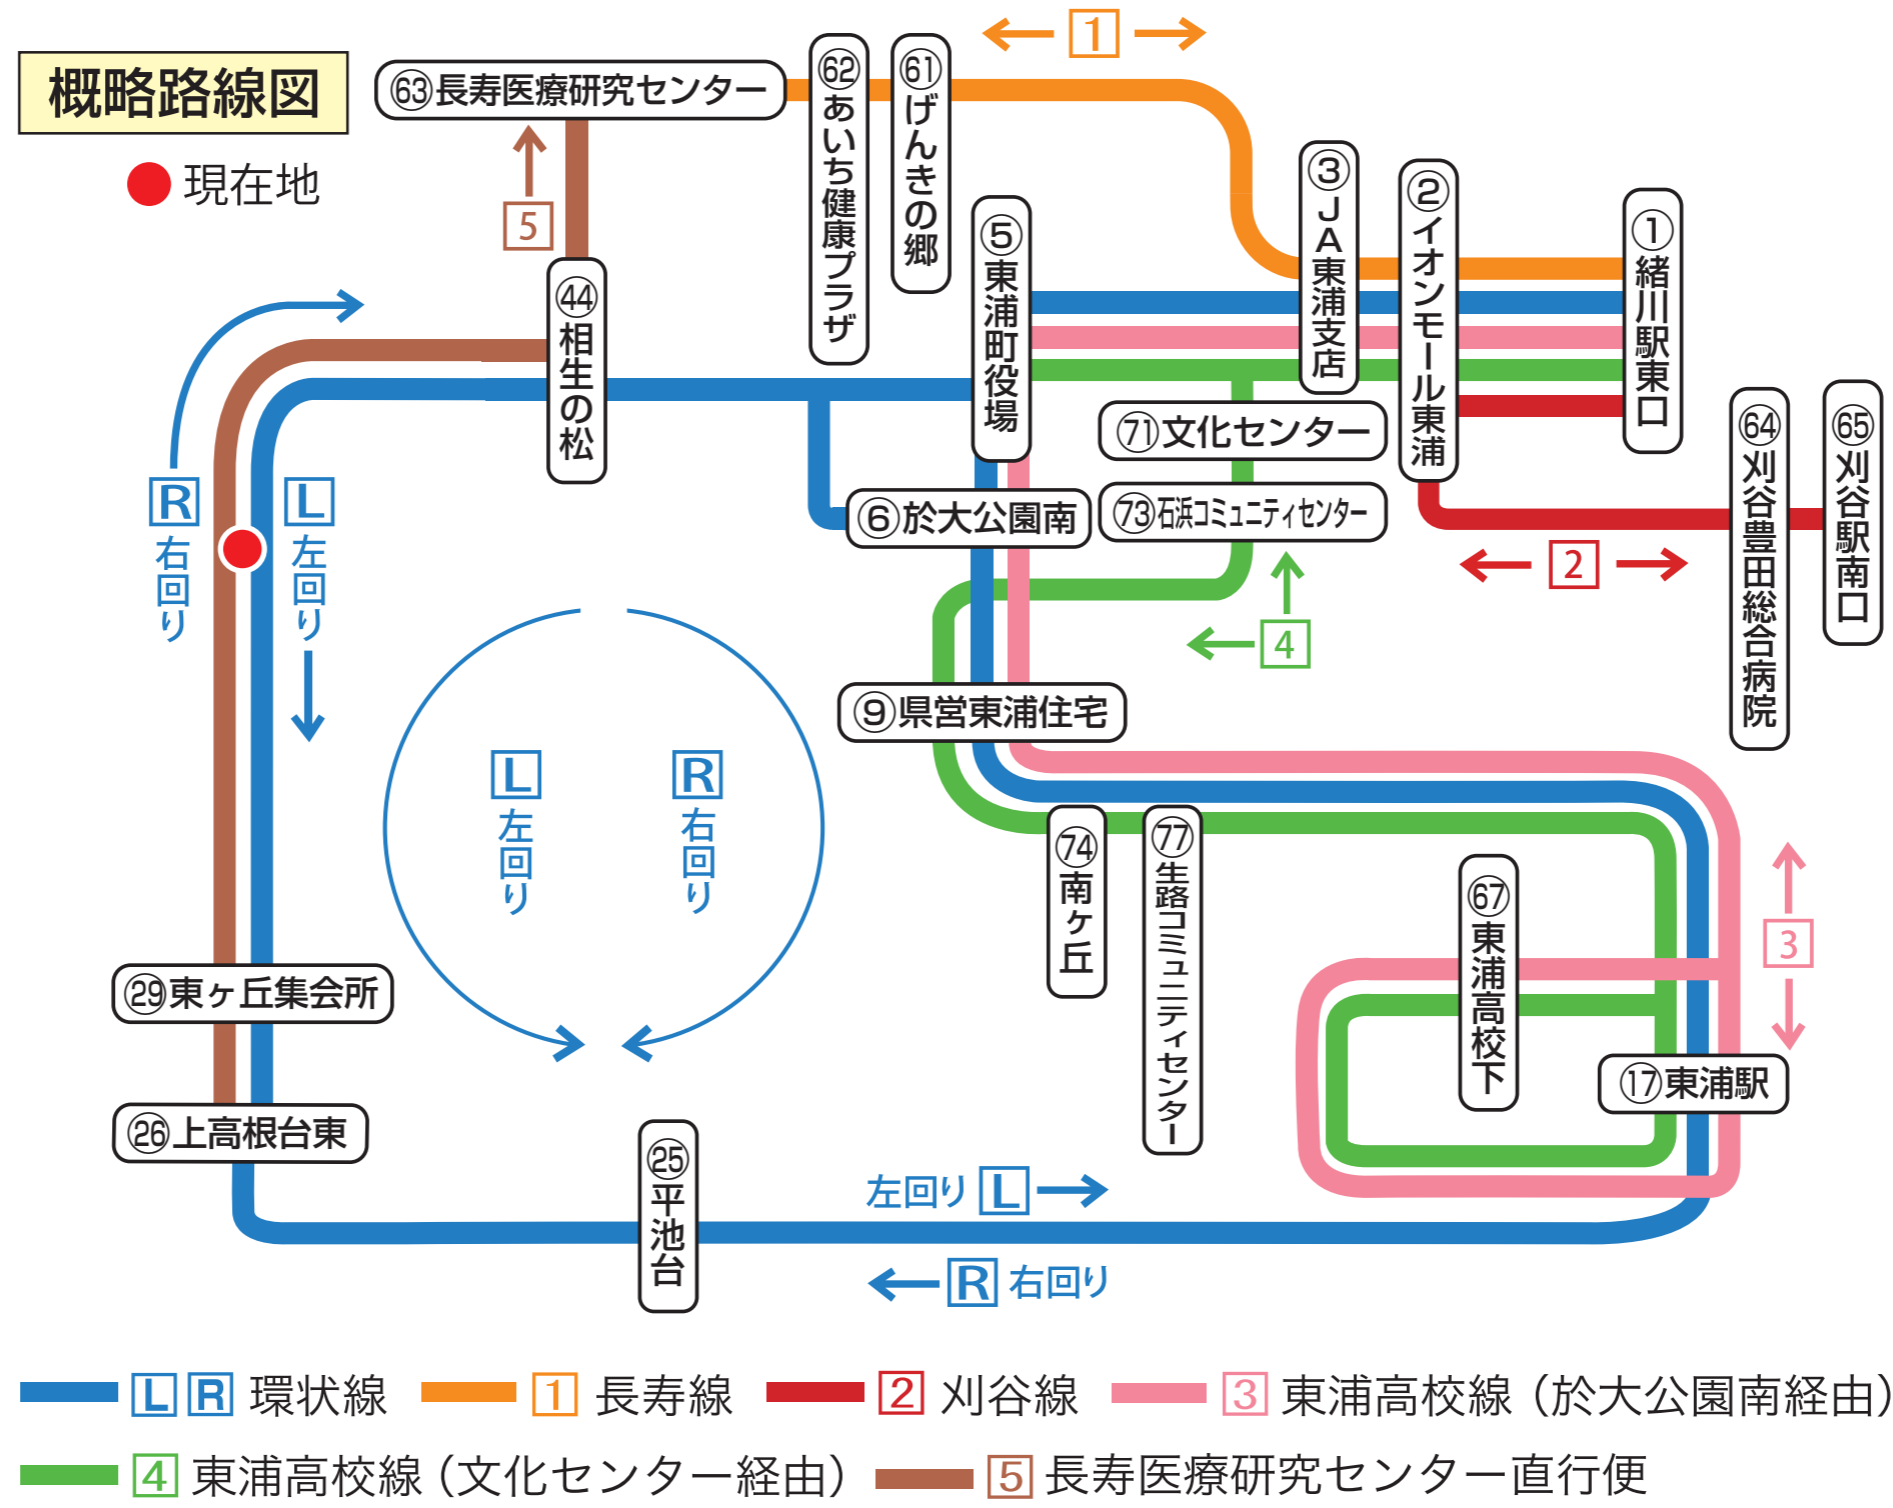 概略路線図
現在地
1
㊿63長寿医療研究センター
62あいち健康プラザ
61げんきの郷
5
③JA東浦支店
②イオンモール東浦
①緒川駅東口
⑤東浦町役場
㊹相生の松
71文化センター
73石浜コミュニティセンター
64刈谷豊田総合病院
65刈谷駅南口
R
右回り
L
左回り
⑥於大公園南
2
4
⑨県営東浦住宅
L
左回り
R
右回り
74南ヶ丘
77生路コミュニティセンター
67東浦高校下
3
㉙東ヶ丘集会所
⑰東浦駅
㉖上高根台東
㉕平池台
左回り L
R 右回り
L R 環状線
1 長寿線
2 刈谷線
3 東浦高校線（於大公園南経由）
4 東浦高校線（文化センター経由）
5 長寿医療研究センター直行便